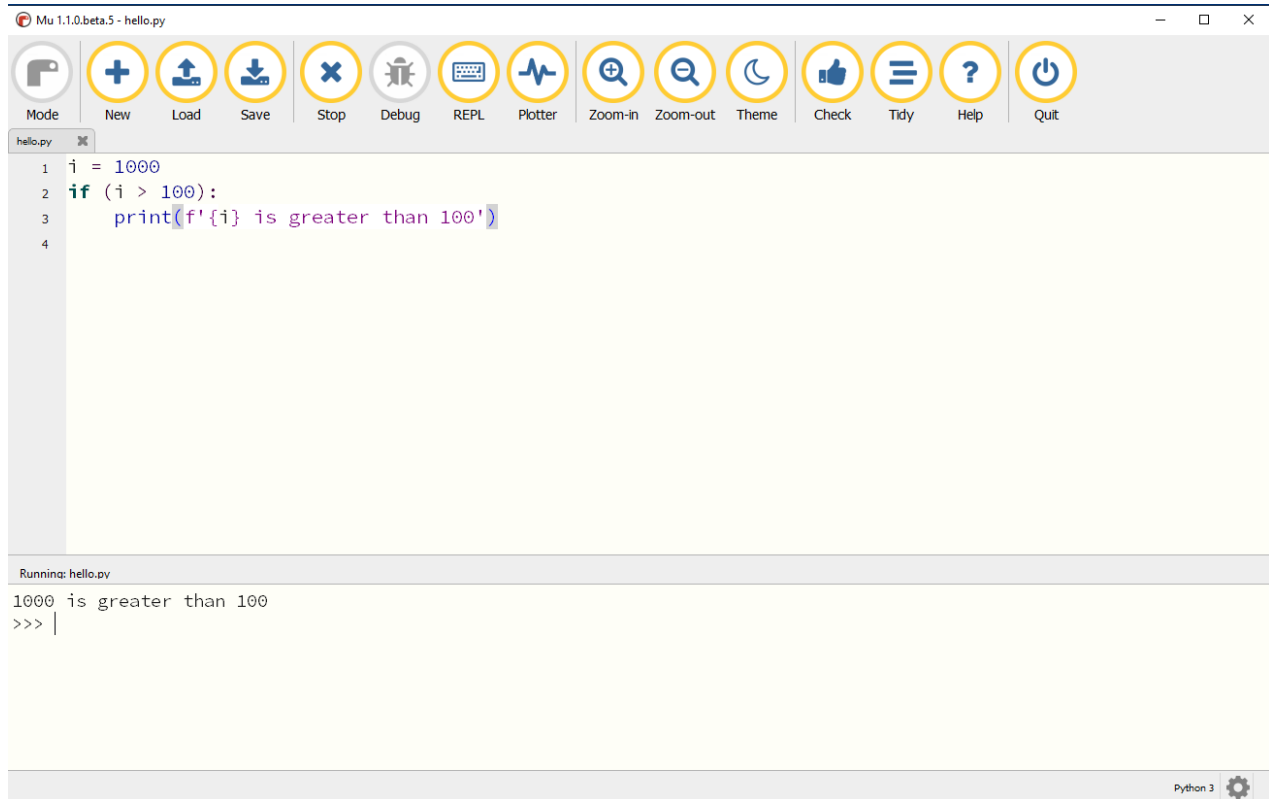 Mu 1.1.0.beta.5 - hello.py
Mode New Load Save Stop Debug REPL Plotter Zoom-in Zoom-out Theme Check Tidy Help Quit
hello.py
1 i = 1000
2 if (i > 100):
3     print(f'{i} is greater than 100')
4
Running: hello.py
1000 is greater than 100
>>>
Python 3